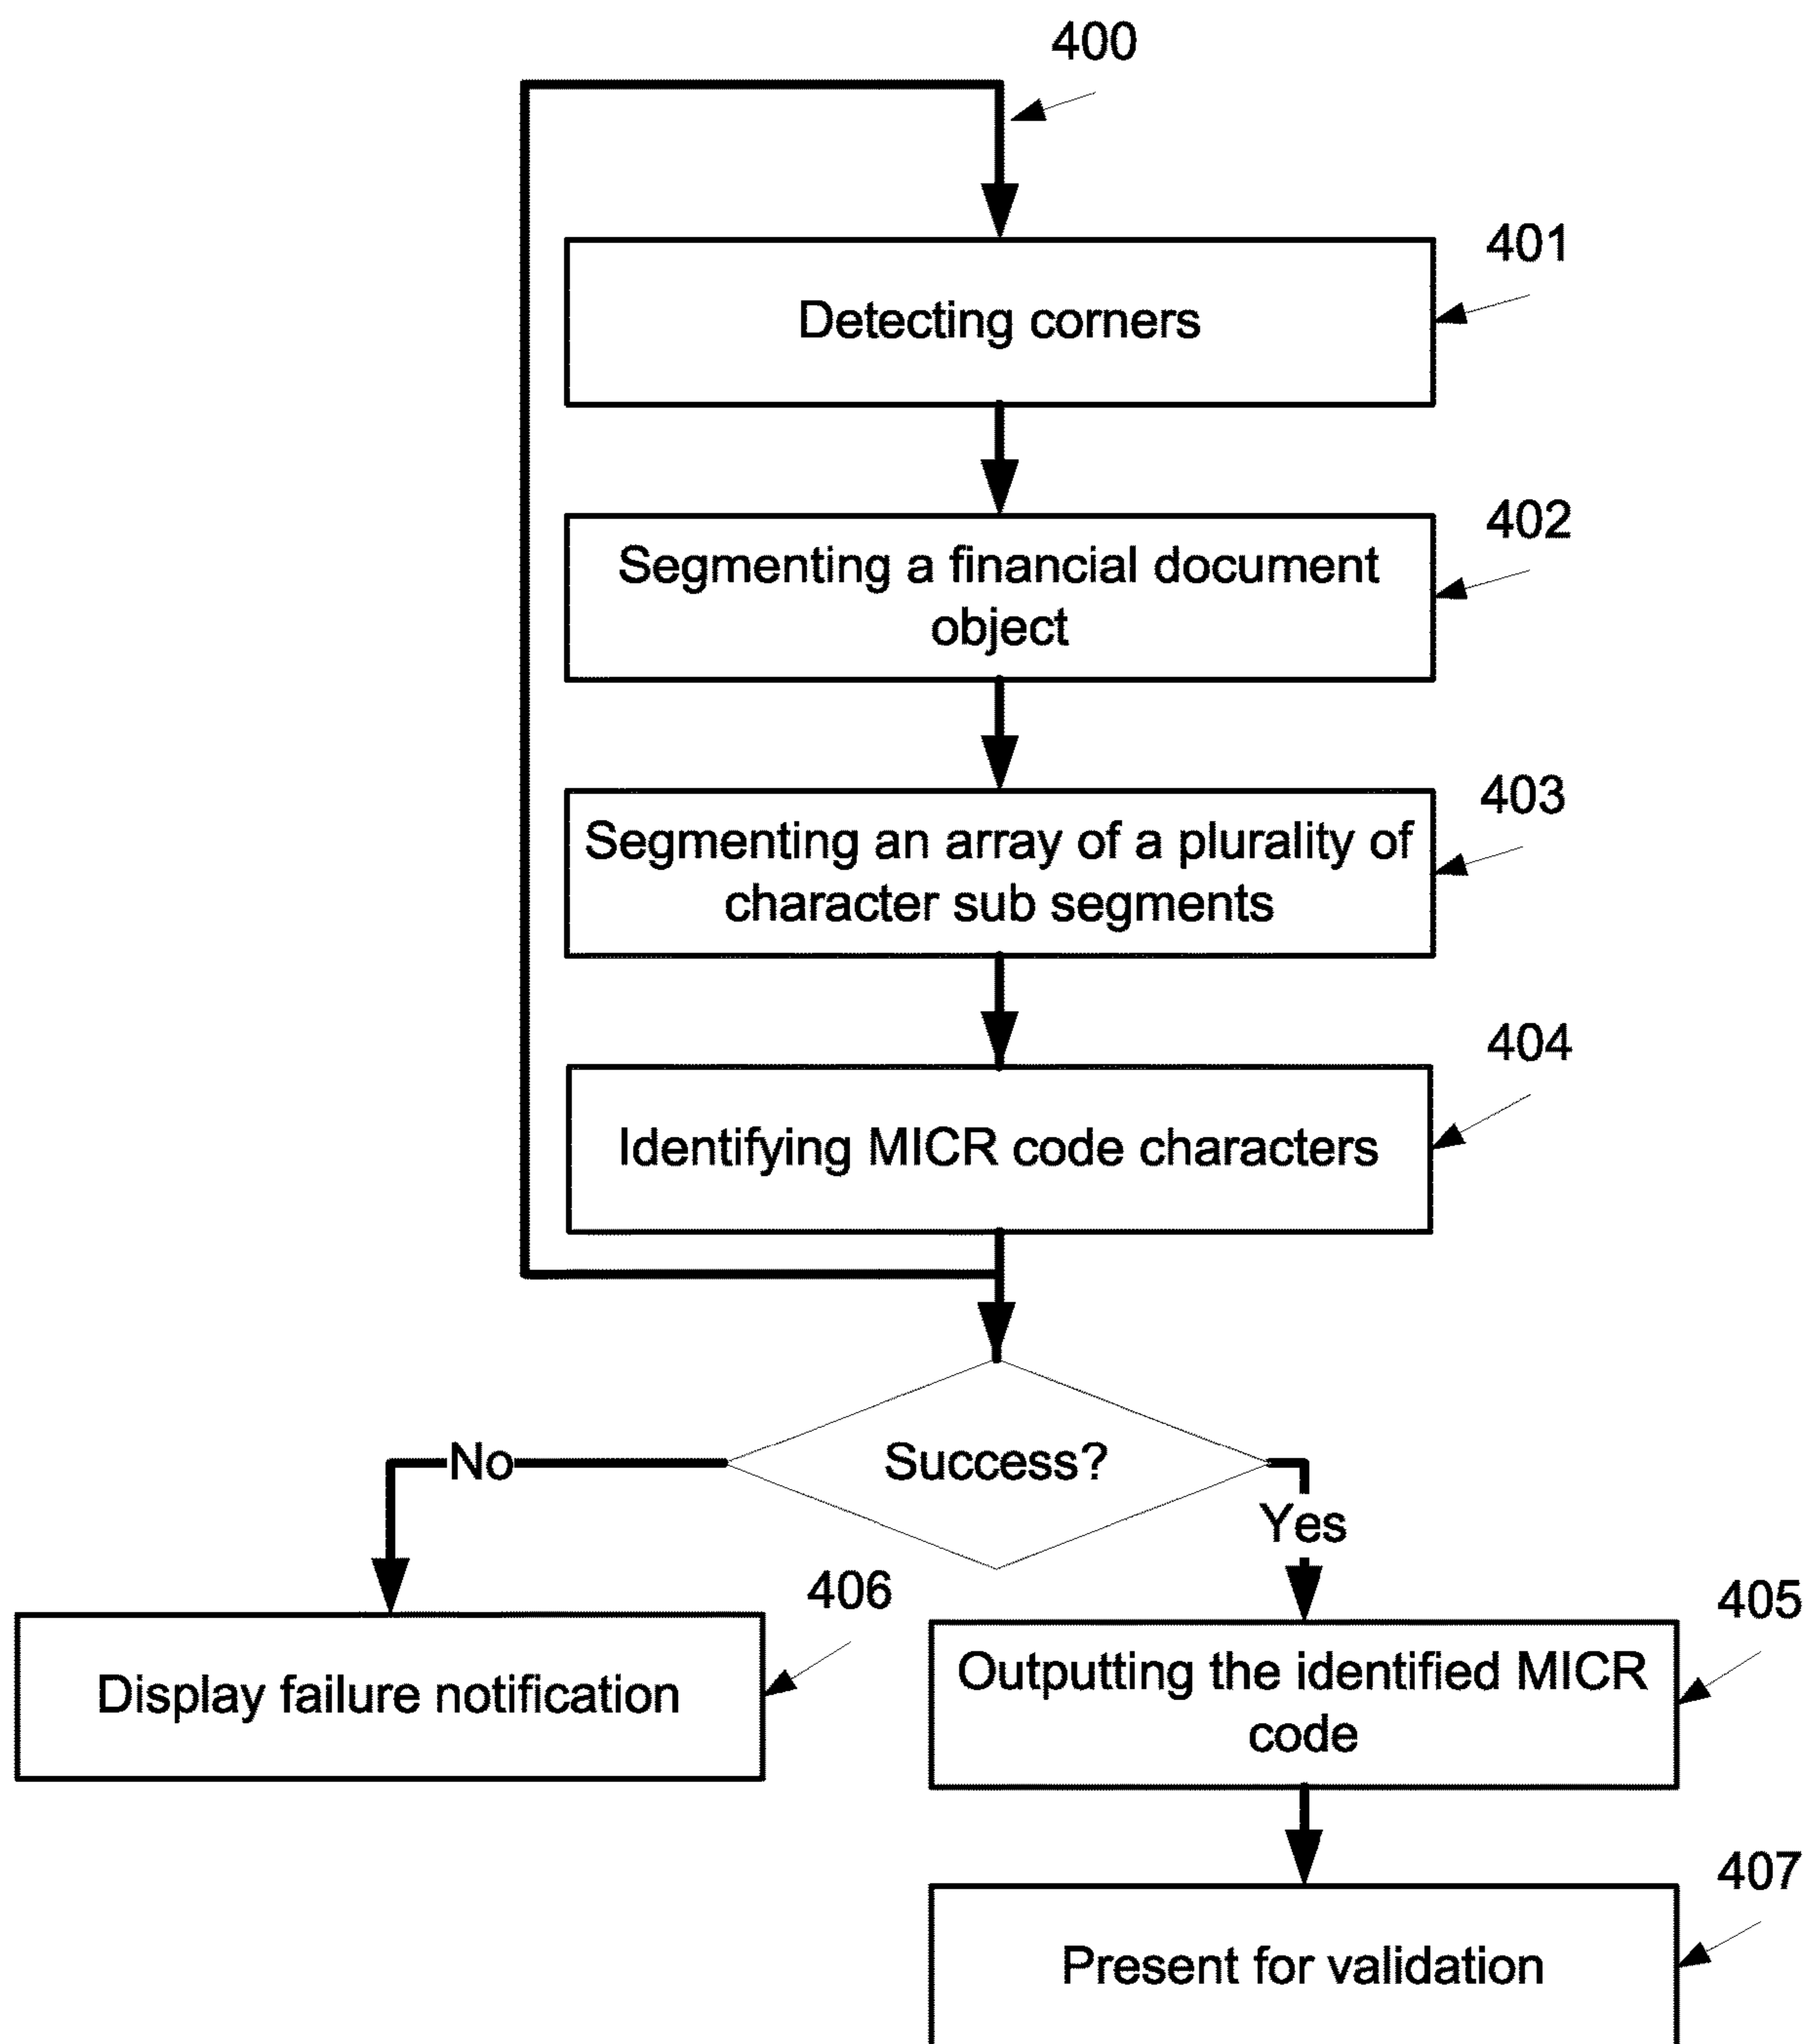 400
401
Detecting corners
402
Segmenting a financial document
object
403
Segmenting an array of a plurality of
character sub segments
404
Identifying MICR code characters
Success?
No
Yes
406
Display failure notification
405
Outputting the identified MICR
code
407
Present for validation